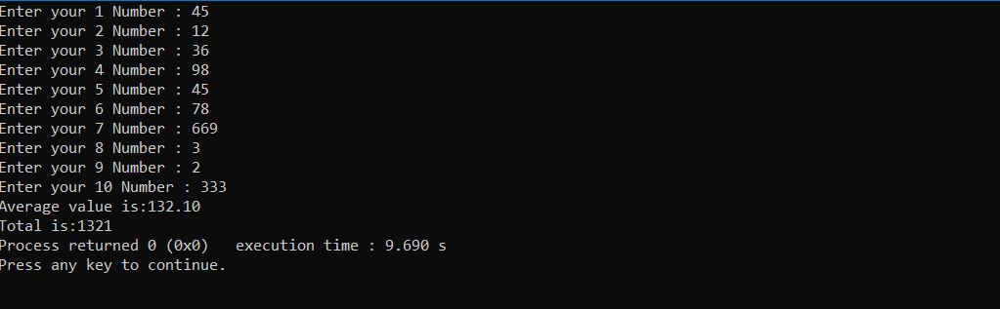 Enter your 1 Number : 45
Enter your 2 Number : 12
Enter your 3 Number : 36
Enter your 4 Number : 98
Enter your 5 Number : 45
Enter your 6 Number : 78
Enter your 7 Number : 669
Enter your 8 Number : 3
Enter your 9 Number : 2
Enter your 10 Number : 333
Average value is:132.10
Total is:1321
Process returned 0 (0x0)   execution time : 9.690 s
Press any key to continue.